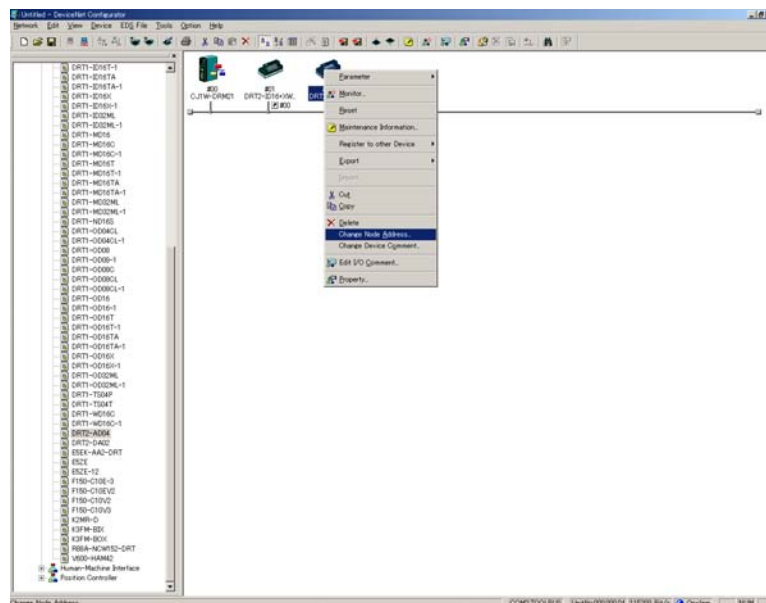 Untitled - DeviceNet Configurator
Network Edit View Device EDS File Tools Option Help
DRT1-ID16T-1
DRT1-ID16TA
DRT1-ID16TA-1
DRT1-ID16X
DRT1-ID16X-1
DRT1-ID32ML
DRT1-ID32ML-1
DRT1-MD16
DRT1-MD16C
DRT1-MD16C-1
DRT1-MD16T
DRT1-MD16T-1
DRT1-MD16TA
DRT1-MD16TA-1
DRT1-MD32ML
DRT1-MD32ML-1
DRT1-ND16S
DRT1-OD04CL
DRT1-OD04CL-1
DRT1-OD08
DRT1-OD08-1
DRT1-OD08C
DRT1-OD08CL
DRT1-OD08CL-1
DRT1-OD16
DRT1-OD16-1
DRT1-OD16T
DRT1-OD16T-1
DRT1-OD16TA
DRT1-OD16TA-1
DRT1-OD16X
DRT1-OD16X-1
DRT1-OD32ML
DRT1-OD32ML-1
DRT1-TS04P
DRT1-TS04T
DRT1-WD16C
DRT1-WD16C-1
DRT2-AD04
DRT2-DA02
E5EK-AA2-DRT
E5ZE
E5ZE-12
F150-C10E-3
F150-C10EV2
F150-C10V2
F150-C10V3
K2MR-D
K3FM-BIX
K3FM-BOX
R88A-NCW152-DRT
V600-HAM42
Human-Machine Interface
Position Controller
#00
CJ1W-DRM21
#01
DRT2-ID16+XW..
#00
DRT
Parameter
Monitor...
Reset
Maintenance Information...
Register to other Device
Export
Import
Cut
Copy
Delete
Change Node Address...
Change Device Comment...
Edit I/O Comment...
Property...
Change Node Address
NUM